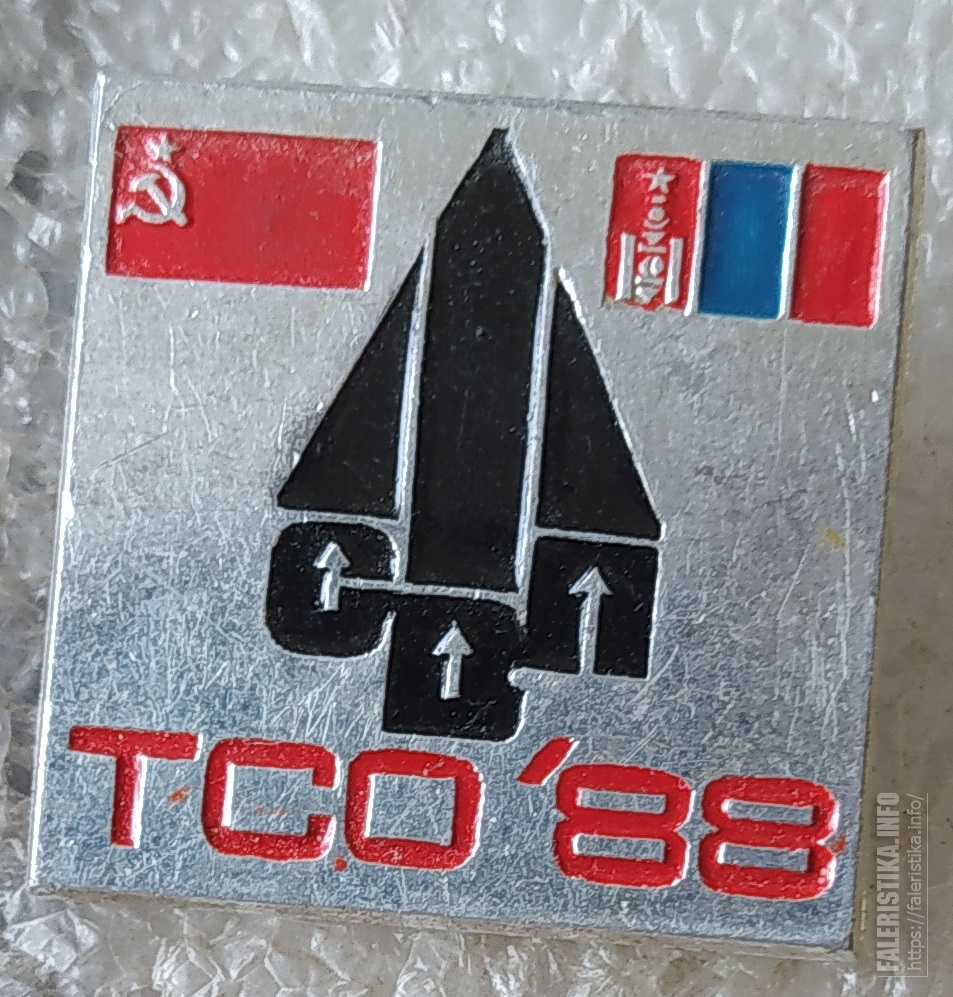 СВП
ТСО '88
FALERISTIKA.INFO
https://faleristika.info/